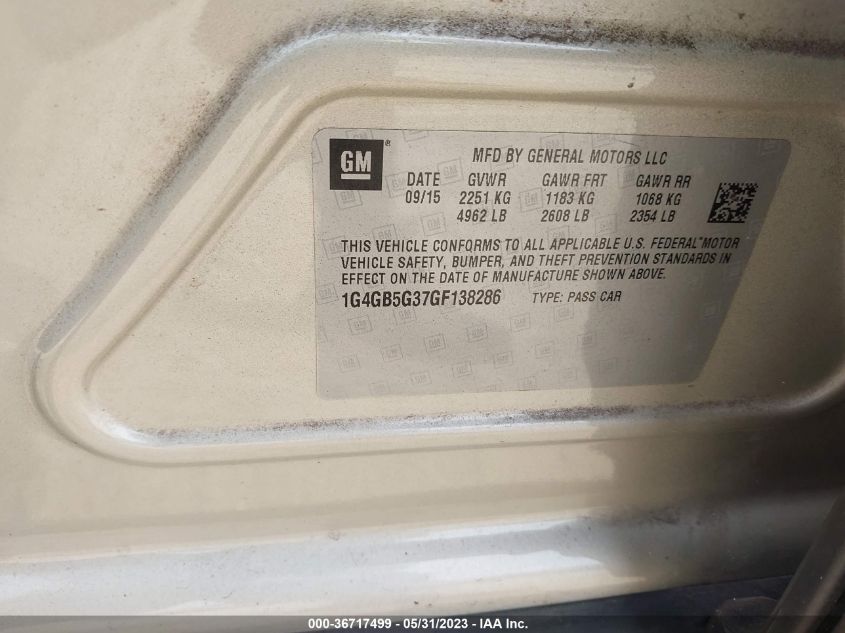 GM ®
MFD BY GENERAL MOTORS LLC
DATE GVWR GAWR FRT GAWR RR
09/15 2251 KG 1183 KG 1068 KG
4962 LB 2608 LB 2354 LB
THIS VEHICLE CONFORMS TO ALL APPLICABLE U.S. FEDERAL MOTOR
VEHICLE SAFETY, BUMPER, AND THEFT PREVENTION STANDARDS IN
EFFECT ON THE DATE OF MANUFACTURE SHOWN ABOVE.
1G4GB5G37GF138286 TYPE: PASS CAR
000-36717499 - 05/31/2023 - IAA Inc.